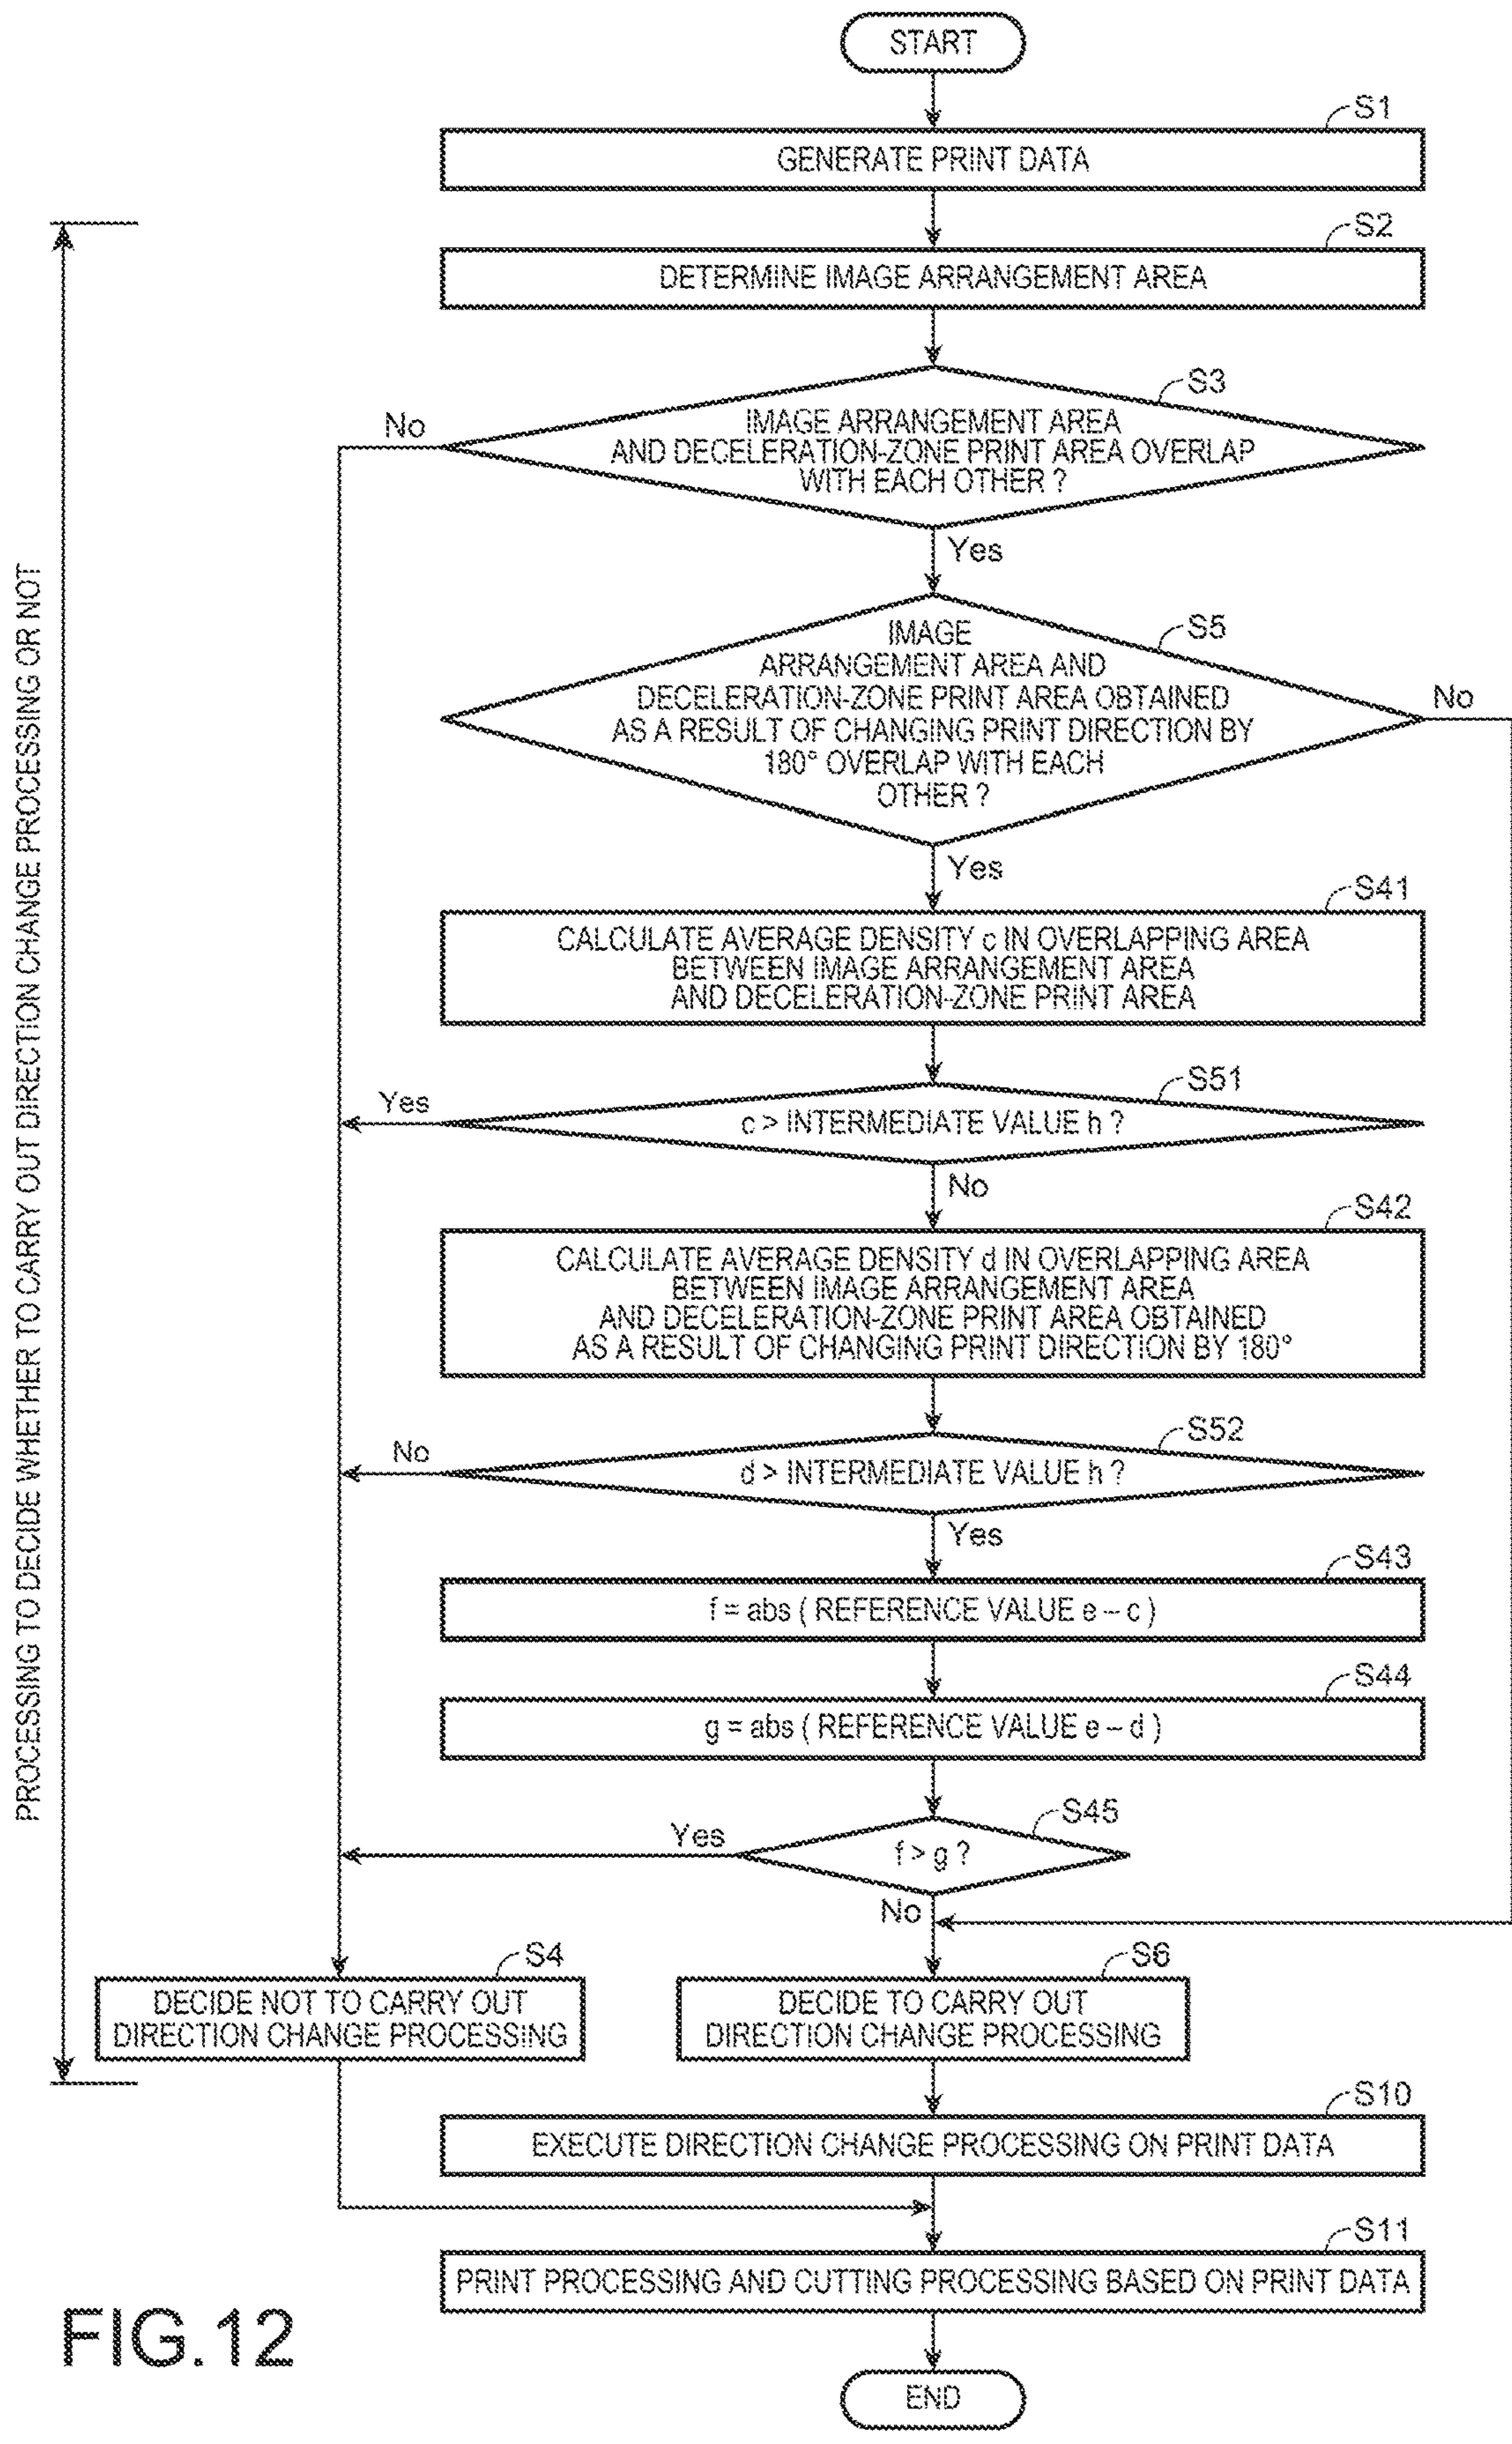 START
S1
GENERATE PRINT DATA
S2
DETERMINE IMAGE ARRANGEMENT AREA
S3
IMAGE ARRANGEMENT AREA
AND DECELERATION-ZONE PRINT AREA OVERLAP
WITH EACH OTHER ?
No
Yes
S5
IMAGE
ARRANGEMENT AREA AND
DECELERATION-ZONE PRINT AREA OBTAINED
AS A RESULT OF CHANGING PRINT DIRECTION BY
180° OVERLAP WITH EACH
OTHER ?
No
Yes
S41
CALCULATE AVERAGE DENSITY c IN OVERLAPPING AREA
BETWEEN IMAGE ARRANGEMENT AREA
AND DECELERATION-ZONE PRINT AREA
S51
c > INTERMEDIATE VALUE h ?
Yes
No
S42
CALCULATE AVERAGE DENSITY d IN OVERLAPPING AREA
BETWEEN IMAGE ARRANGEMENT AREA
AND DECELERATION-ZONE PRINT AREA OBTAINED
AS A RESULT OF CHANGING PRINT DIRECTION BY 180°
S52
d > INTERMEDIATE VALUE h ?
No
Yes
S43
f = abs ( REFERENCE VALUE e – c )
S44
g = abs ( REFERENCE VALUE e – d )
S45
f > g ?
Yes
No
S4
DECIDE NOT TO CARRY OUT
DIRECTION CHANGE PROCESSING
S6
DECIDE TO CARRY OUT
DIRECTION CHANGE PROCESSING
S10
EXECUTE DIRECTION CHANGE PROCESSING ON PRINT DATA
S11
PRINT PROCESSING AND CUTTING PROCESSING BASED ON PRINT DATA
END
PROCESSING TO DECIDE WHETHER TO CARRY OUT DIRECTION CHANGE PROCESSING OR NOT
FIG.12